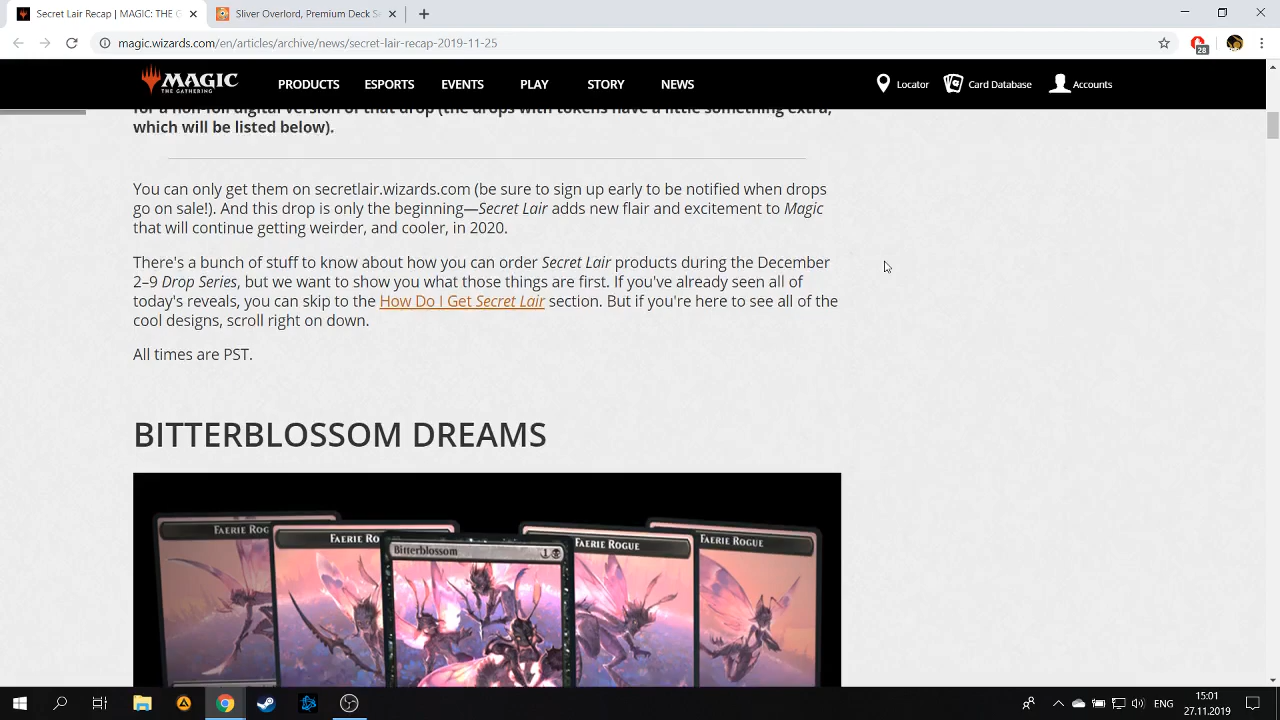 Secret Lair Recap | MAGIC: THE G
Sliver Overlord, Premium Deck Se
magic.wizards.com/en/articles/archive/news/secret-lair-recap-2019-11-25
28
MAGIC
THE GATHERING
PRODUCTS
ESPORTS
EVENTS
PLAY
STORY
NEWS
Locator
Card Database
Accounts
which will be listed below).
You can only get them on secretlair.wizards.com (be sure to sign up early to be notified when drops
go on sale!). And this drop is only the beginning—Secret Lair adds new flair and excitement to Magic
that will continue getting weirder, and cooler, in 2020.
There's a bunch of stuff to know about how you can order Secret Lair products during the December
2–9 Drop Series, but we want to show you what those things are first. If you've already seen all of
today's reveals, you can skip to the How Do I Get Secret Lair section. But if you're here to see all of the
cool designs, scroll right on down.
All times are PST.
BITTERBLOSSOM DREAMS
FAERIE ROG
FAERIE RO
Bitterblossom
1
FAERIE ROGUE
FAERIE ROGUE
ENG
15:01
27.11.2019